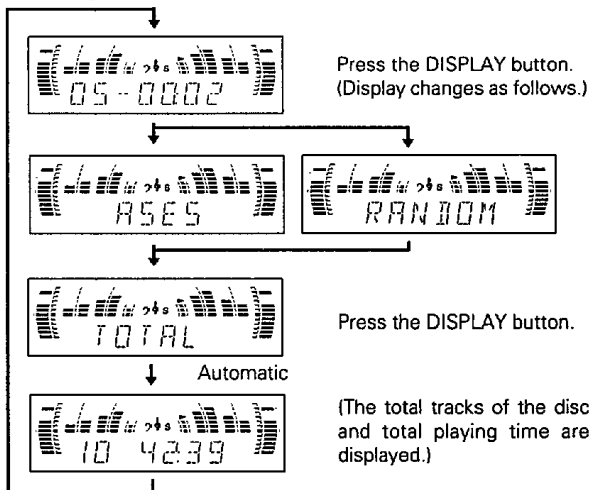 05-0002
Press the DISPLAY button.
(Display changes as follows.)
ASES
RANDOM
TOTAL
Press the DISPLAY button.
Automatic
10 42:39
(The total tracks of the disc
and total playing time are
displayed.)